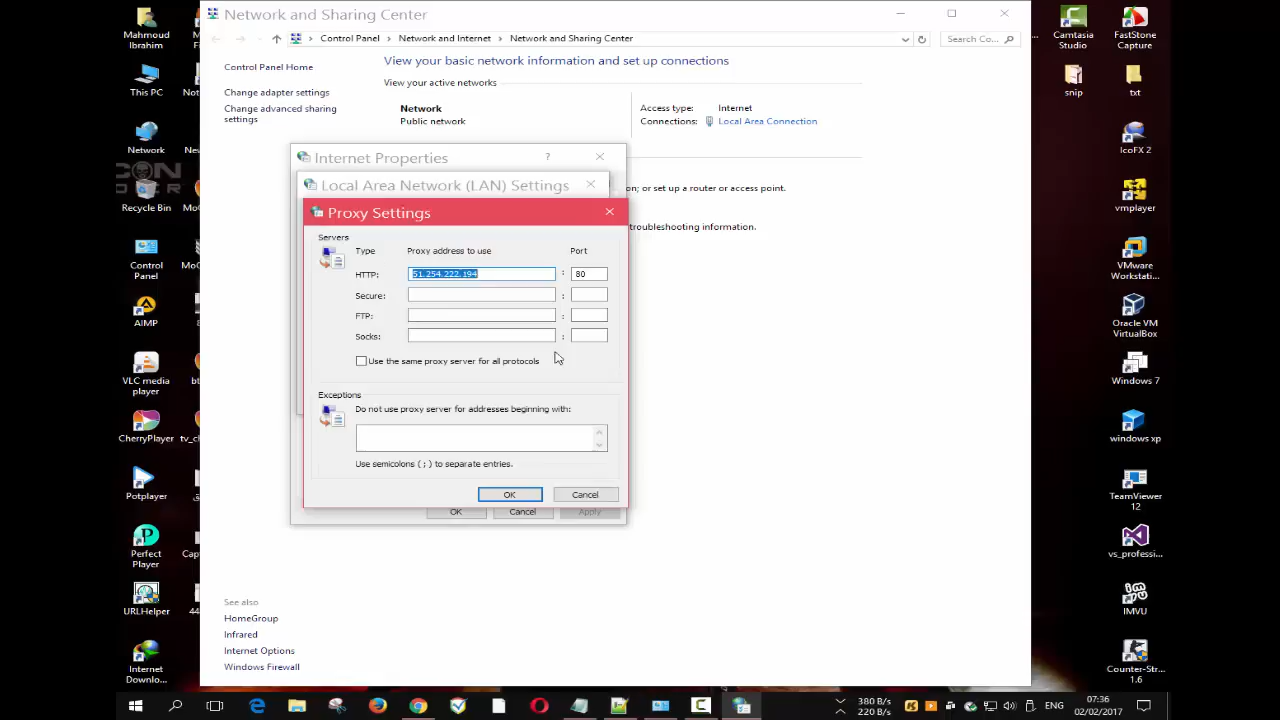 Network and Sharing Center
Control Panel
Network and Internet
Network and Sharing Center
Search Co...
Control Panel Home
Change adapter settings
Change advanced sharing
settings
View your basic network information and set up connections
View your active networks
Network
Public network
Access type:
Internet
Connections:
Local Area Connection
on; or set up a router or access point.
troubleshooting information.
Internet Properties
?
Local Area Network (LAN) Settings
Proxy Settings
Servers
Type
Proxy address to use
Port
HTTP:
51.254.222.194
:
80
Secure:
:
FTP:
:
Socks:
:
Use the same proxy server for all protocols
Exceptions
Do not use proxy server for addresses beginning with:
Use semicolons ( ; ) to separate entries.
OK
Cancel
OK
Cancel
Apply
See also
HomeGroup
Infrared
Internet Options
Windows Firewall
Mahmoud
Ibrahim
This PC
Network
Recycle Bin
Control
Panel
AIMP
VLC media
player
CherryPlayer
Potplayer
Perfect
Player
URLHelper
Internet
Downlo...
Camtasia
Studio
FastStone
Capture
snip
txt
IcoFX 2
vmplayer
VMware
Workstati...
Oracle VM
VirtualBox
Windows 7
windows xp
TeamViewer
12
vs_professi...
IMVU
Counter-Str...
1.6
380 B/s
220 B/s
ENG
07:36
02/02/2017